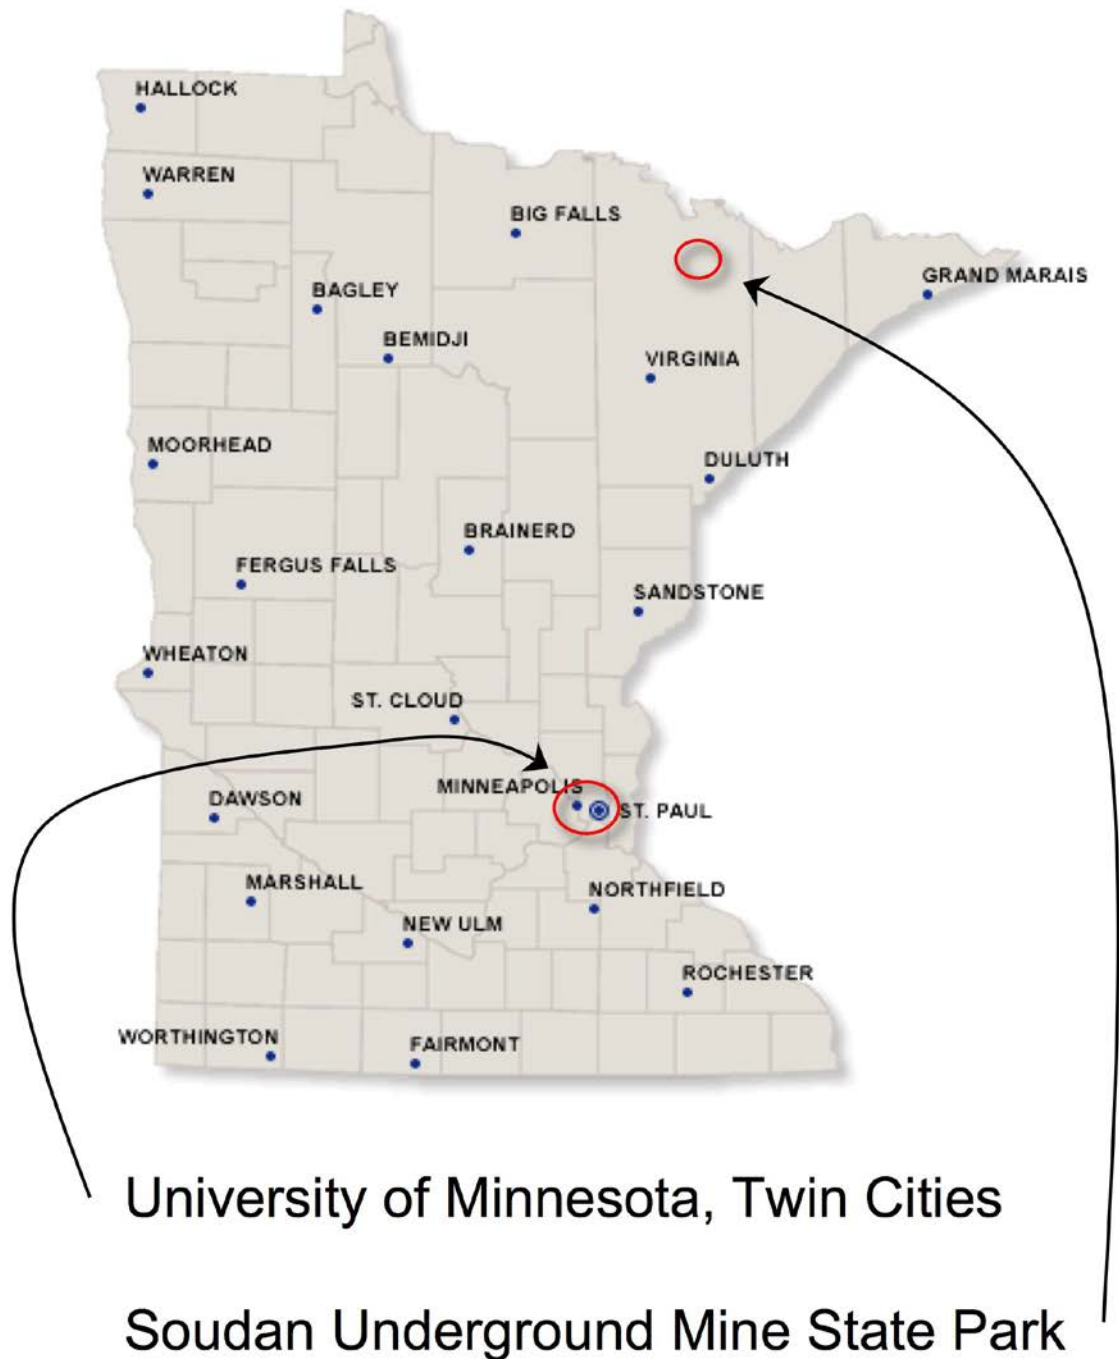 HALLOCK
WARREN
BIG FALLS
GRAND MARAIS
BAGLEY
BEMIDJI
VIRGINIA
MOORHEAD
DULUTH
BRAINERD
FERGUS FALLS
SANDSTONE
WHEATON
ST. CLOUD
MINNEAPOLIS
DAWSON
ST. PAUL
MARSHALL
NORTHFIELD
NEW ULM
ROCHESTER
WORTHINGTON
FAIRMONT
University of Minnesota, Twin Cities
Soudan Underground Mine State Park